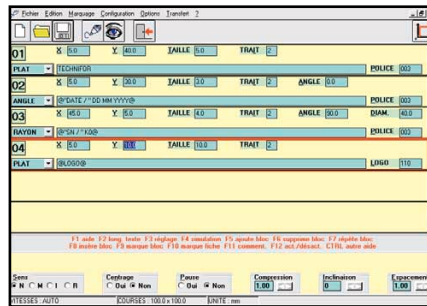 Fichier Edition Marquage Configuration Options Transfert ?
01 X 5.0 Y 40.0 TAILLE 5.0 TRAIT 2
PLAT TECHNIFOR POLICE 003
02 X 5.0 Y 30.0 TAILLE 3.0 TRAIT 2 ANGLE 0.0
ANGLE @"DATE / " DD MM YYYY@ POLICE 003
03 X 45.0 Y 5.0 TAILLE 4.0 TRAIT 2 ANGLE 90.0 DIAM. 40.0
RAYON @"SN / " K0@ POLICE 003
04 X 5.0 Y 10.0 TAILLE 10.0 TRAIT 2
PLAT @LOGO@ LOGO 110
F1 aide F2 long. texte F3 réglage F4 simulation F5 ajoute bloc F6 supprime bloc F7 répète bloc
F8 insère bloc F9 marque bloc F10 marque fiche F11 comment. F12 act./désact. CTRL autre aide
Sens Centrage Pause Compression Inclinaison Espacement
N M I R Oui Non Oui Non 1.00 0 1.00
VITESSES : AUTO COURSES : 100.0 x 100.0 UNITE : mm